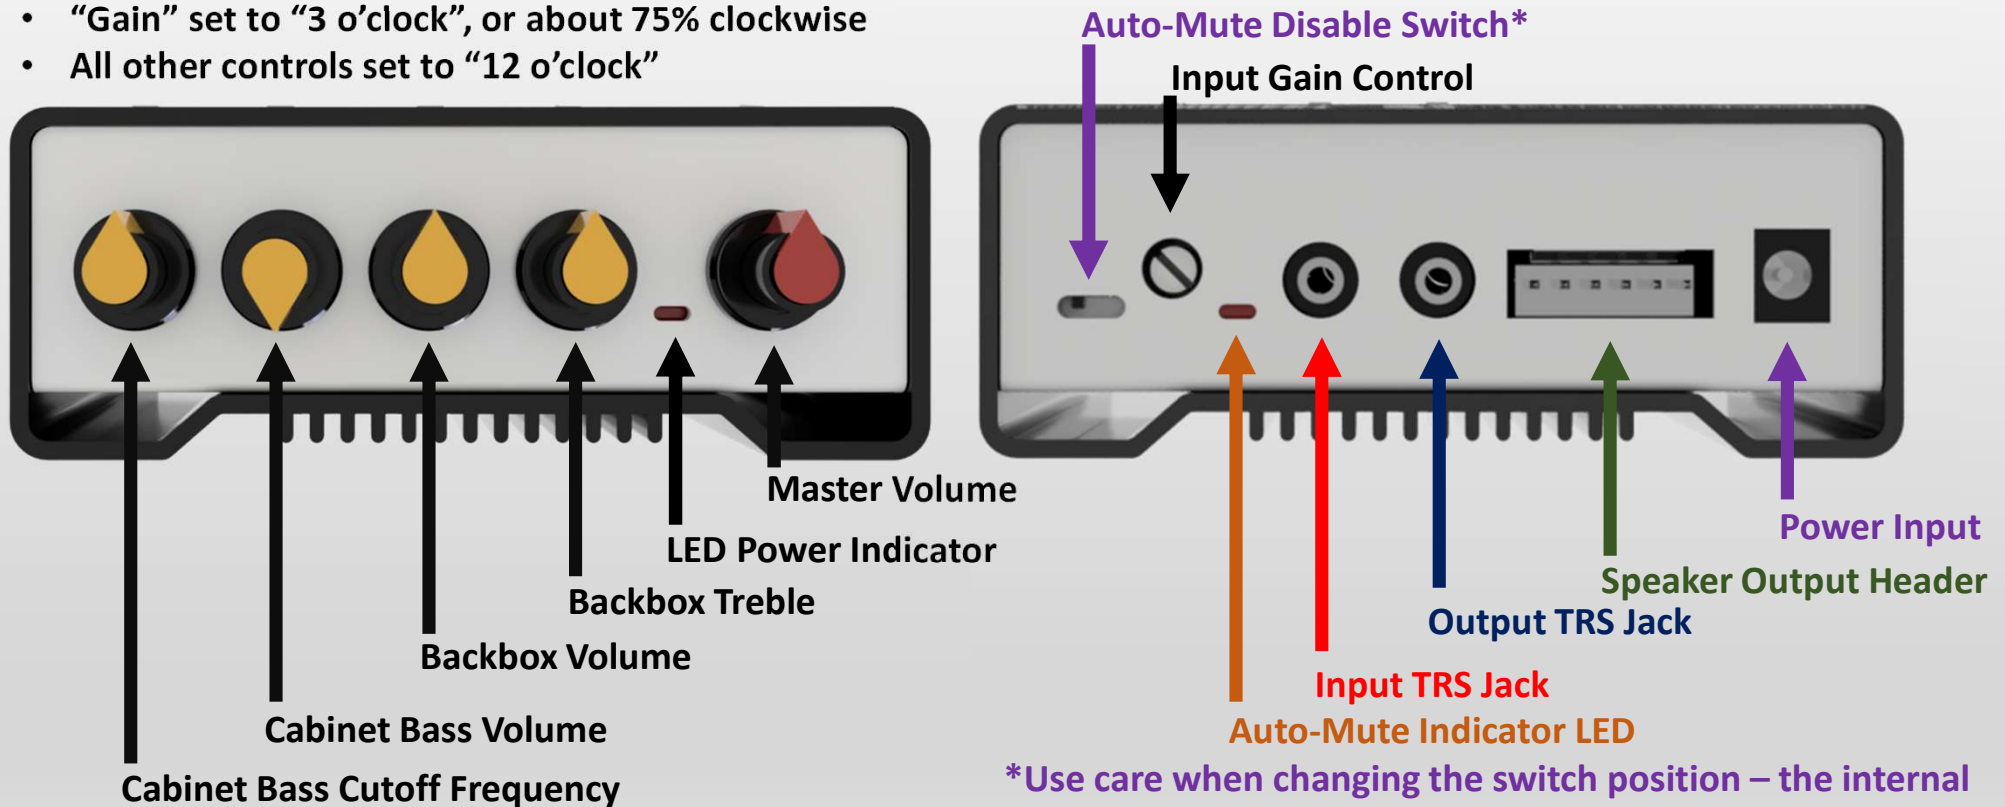 • “Gain” set to “3 o’clock”, or about 75% clockwise
• All other controls set to “12 o’clock”
Auto-Mute Disable Switch*
Input Gain Control
Master Volume
LED Power Indicator
Backbox Treble
Backbox Volume
Cabinet Bass Volume
Cabinet Bass Cutoff Frequency
Power Input
Speaker Output Header
Output TRS Jack
Input TRS Jack
Auto-Mute Indicator LED
*Use care when changing the switch position – the internal